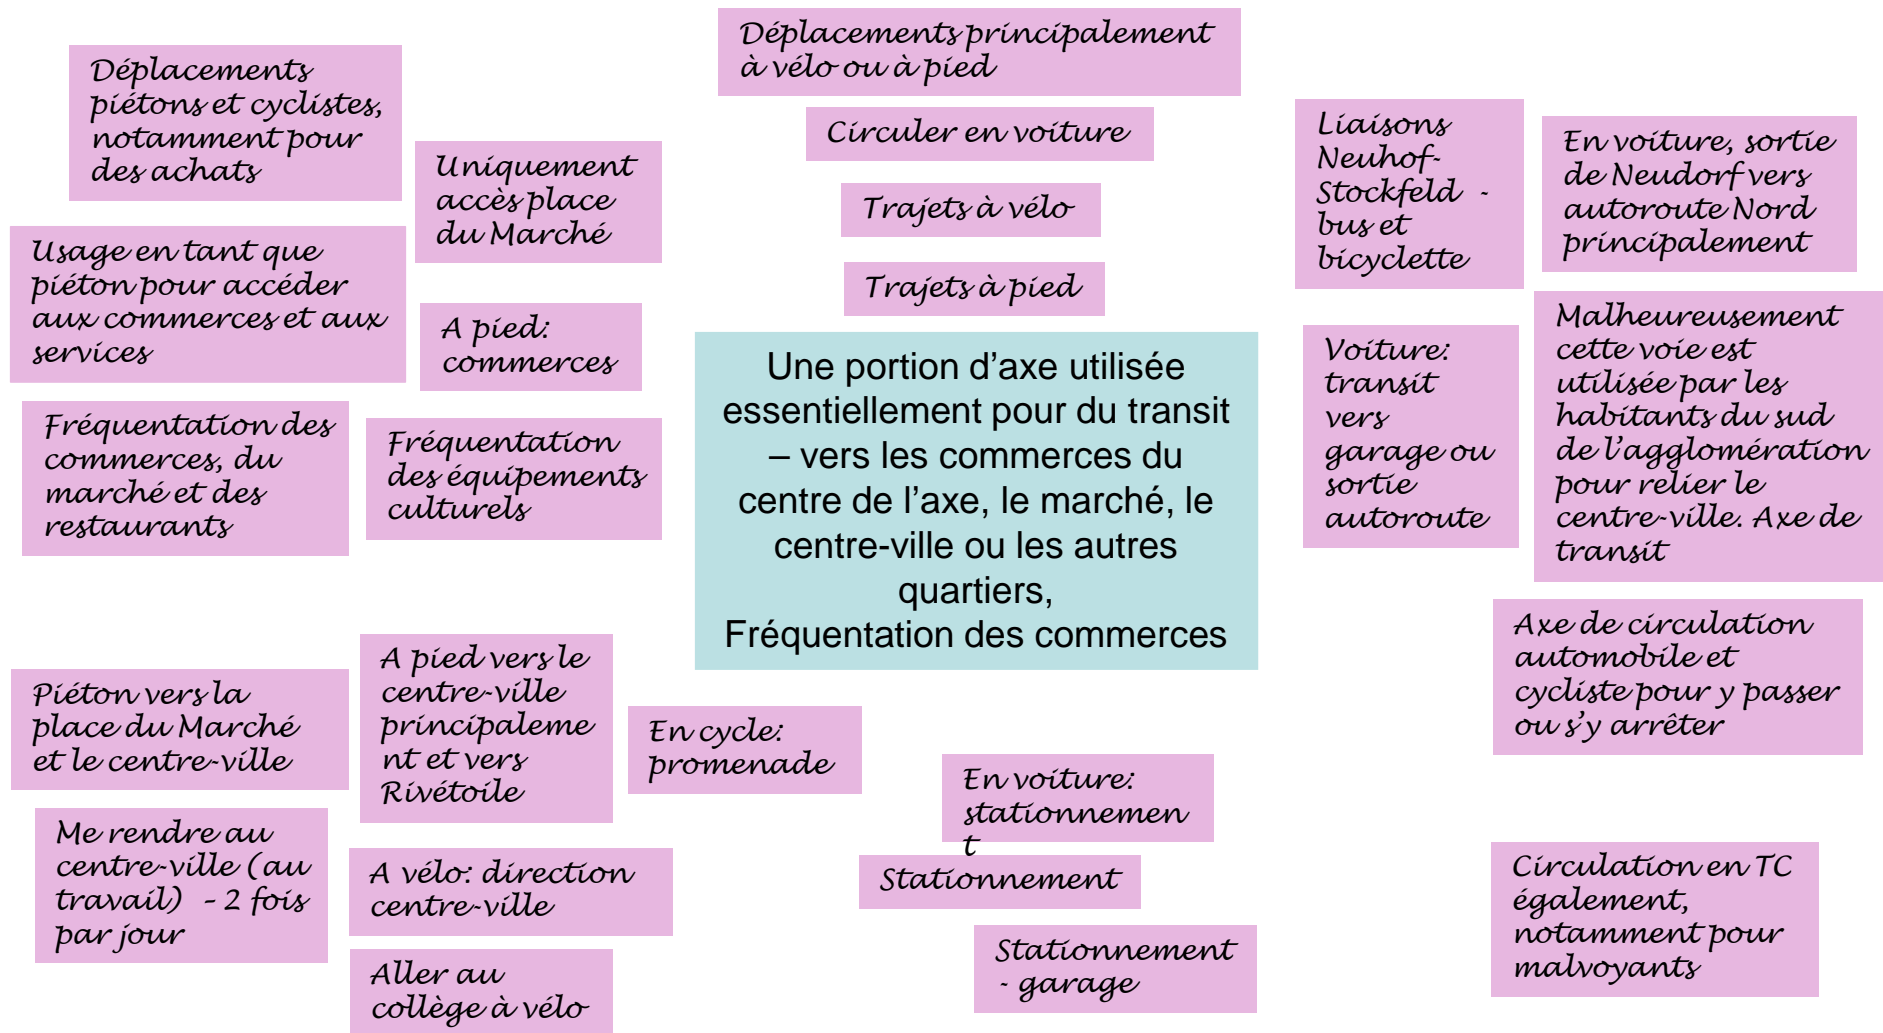 Déplacements principalement
à vélo ou à pied
Circuler en voiture
Trajets à vélo
Trajets à pied
Déplacements
piétons et cyclistes,
notamment pour
des achats
Uniquement
accès place
du Marché
Usage en tant que
piéton pour accéder
aux commerces et aux
services
A pied:
commerces
Fréquentation des
commerces, du
marché et des
restaurants
Fréquentation
des équipements
culturels
Une portion d'axe utilisée
essentiellement pour du transit
– vers les commerces du
centre de l'axe, le marché, le
centre-ville ou les autres
quartiers,
Fréquentation des commerces
Liaisons
Neuhof-
Stockfeld -
bus et
bicyclette
En voiture, sortie
de Neudorf vers
autoroute Nord
principalement
Voiture:
transit
vers
garage ou
sortie
autoroute
Malheureusement
cette voie est
utilisée par les
habitants du sud
de l'agglomération
pour relier le
centre-ville. Axe de
transit
Axe de circulation
automobile et
cycliste pour y passer
ou s'y arrêter
Piéton vers la
place du Marché
et le centre-ville
A pied vers le
centre-ville
principaleme
nt et vers
Rivétoile
En cycle:
promenade
Me rendre au
centre-ville (au
travail) – 2 fois
par jour
A vélo: direction
centre-ville
Aller au
collège à vélo
En voiture:
stationnemen
t
Stationnement
Stationnement
- garage
Circulation en TC
également,
notamment pour
malvoyants